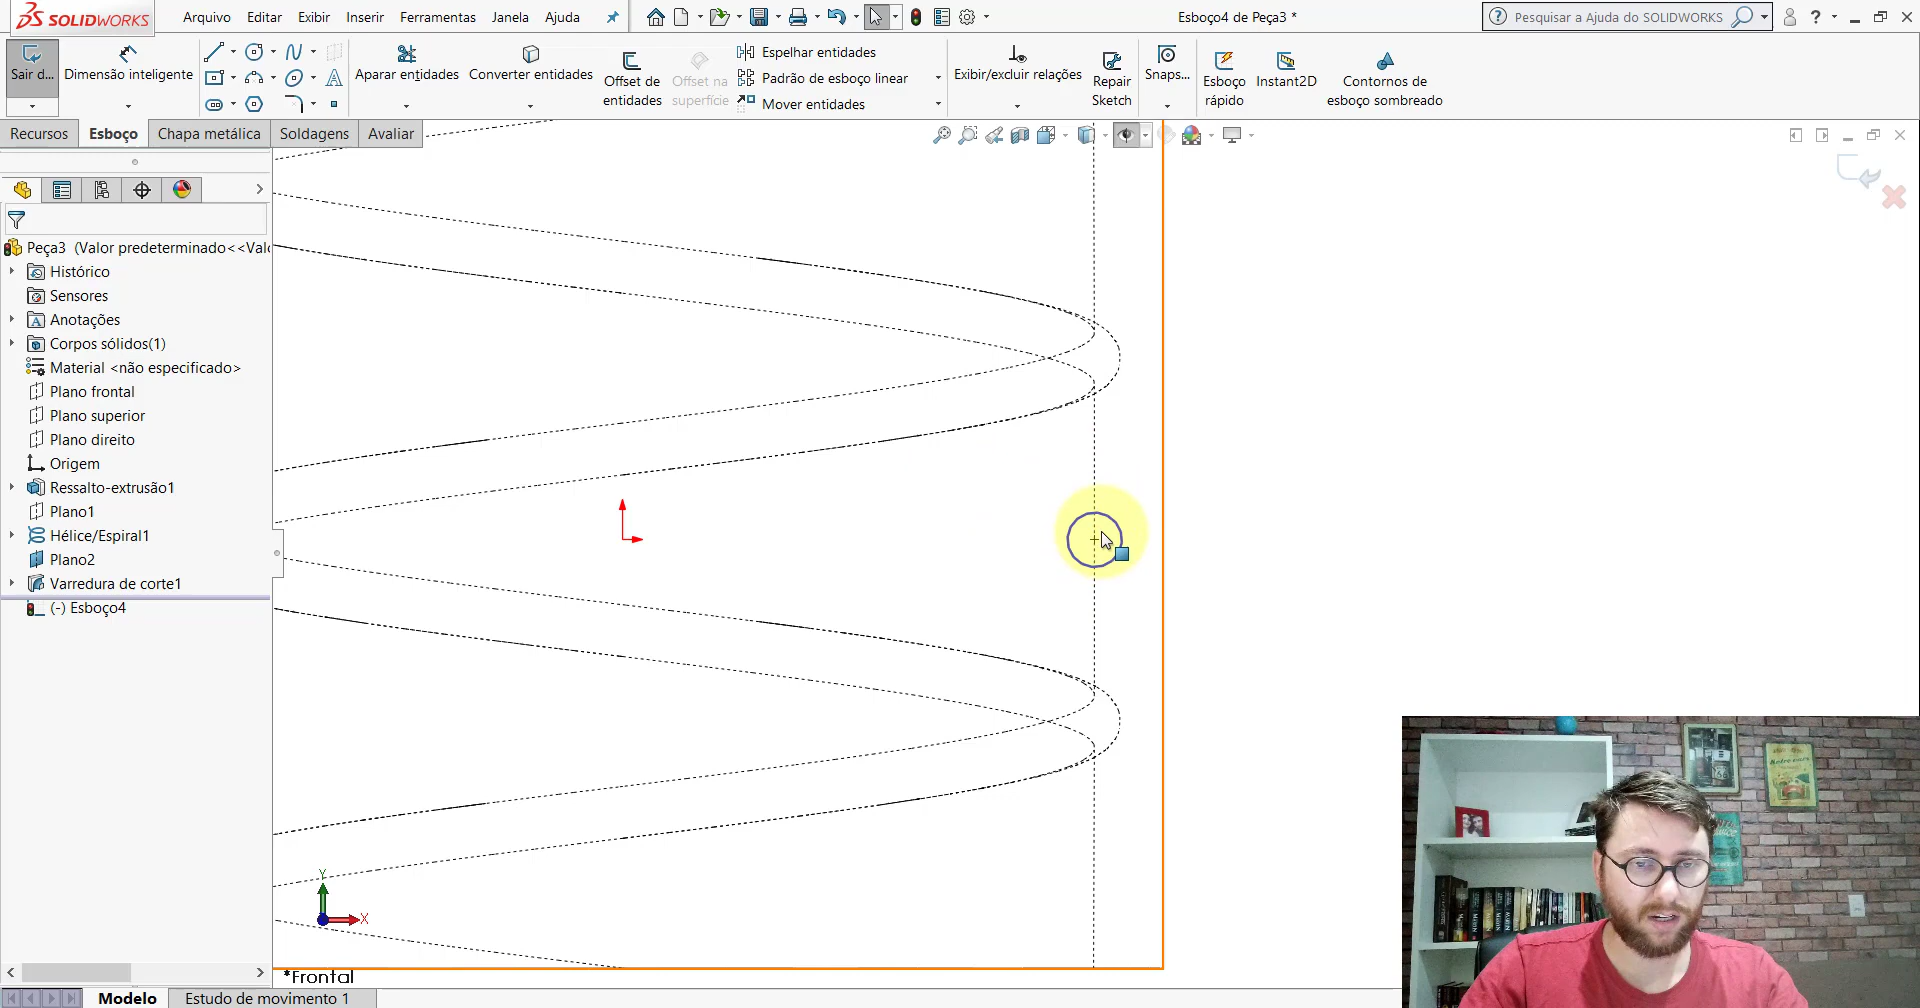 SOLIDWORKS
Arquivo Editar Exibir Inserir Ferramentas Janela Ajuda
Esboço4 de Peça3 *
Pesquisar a Ajuda do SOLIDWORKS
Sair d...
Dimensão inteligente
Aparar entidades
Converter entidades
Offset de entidades
Offset na superfície
Espelhar entidades
Padrão de esboço linear
Mover entidades
Exibir/excluir relações
Repair Sketch
Snaps...
Esboço rápido
Instant2D
Contornos de esboço sombreado
Recursos Esboço Chapa metálica Soldagens Avaliar
Peça3 (Valor predeterminado<<Valo
Histórico
Sensores
Anotações
Corpos sólidos(1)
Material <não especificado>
Plano frontal
Plano superior
Plano direito
Origem
Ressalto-extrusão1
Plano1
Hélice/Espiral1
Plano2
Varredura de corte1
(-) Esboço4
Y
X
*Frontal
Modelo Estudo de movimento 1